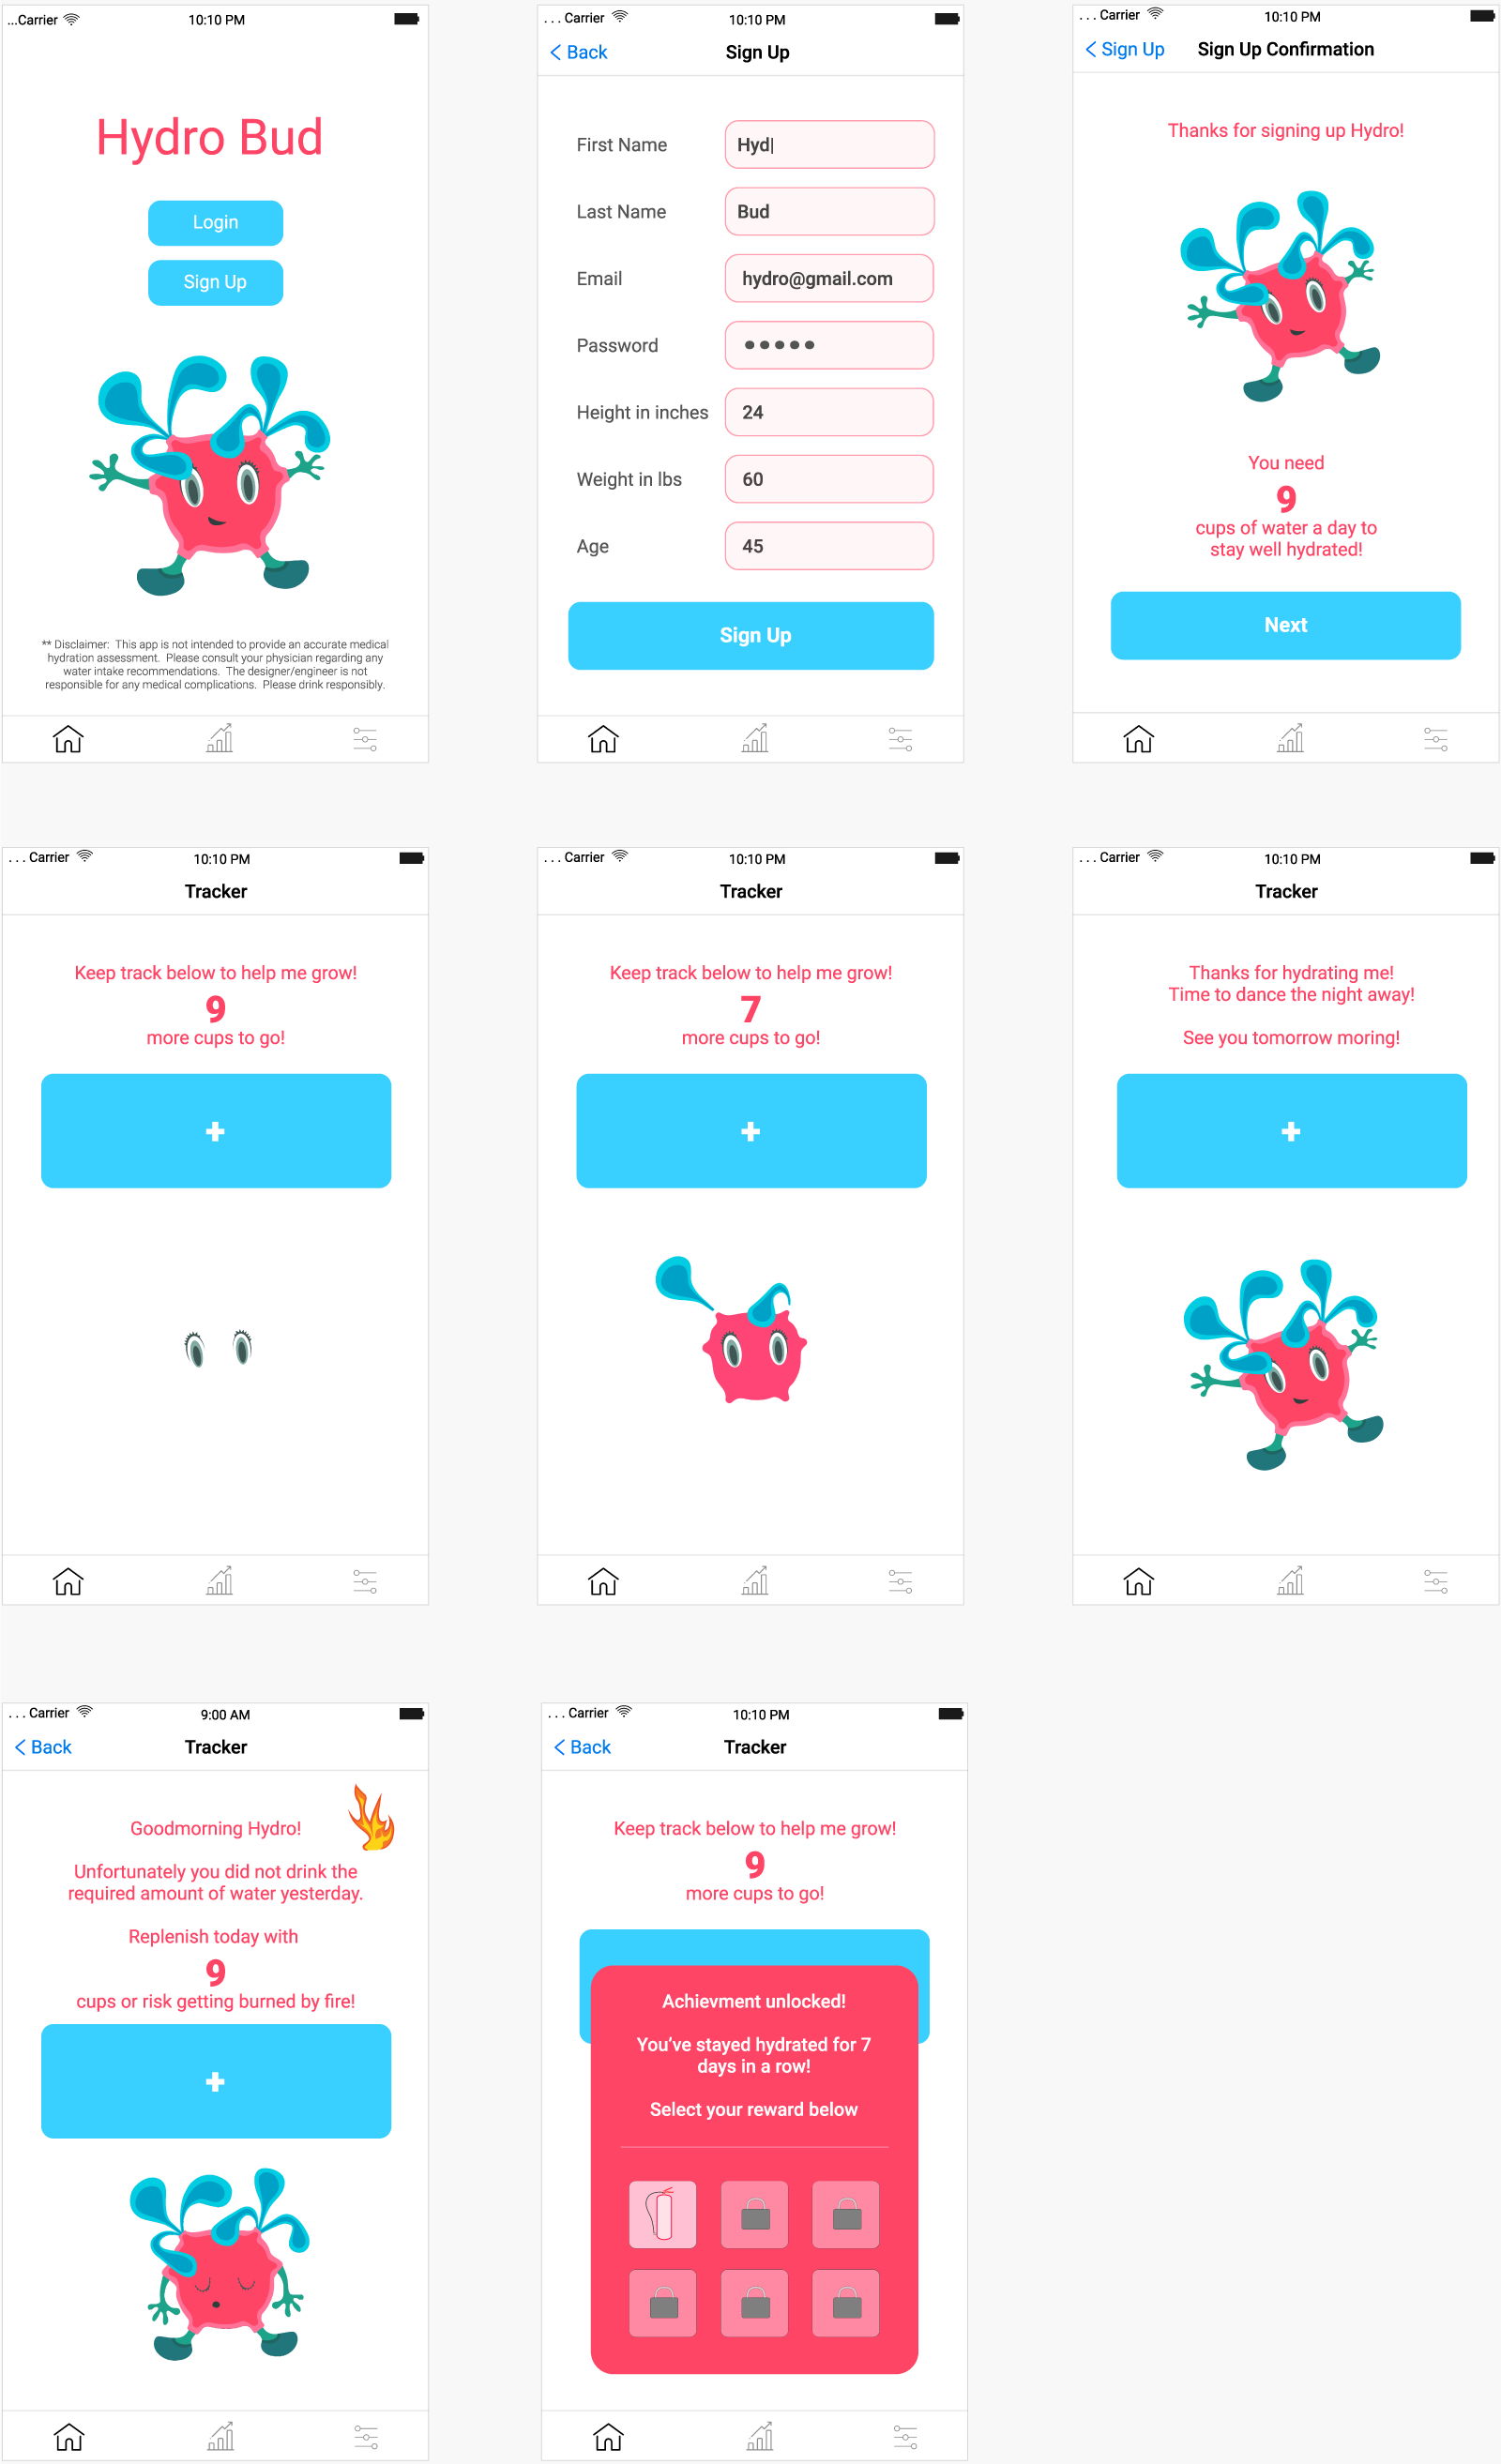 ...Carrier 10:10 PM
Hydro Bud
Login
Sign Up
** Disclaimer: This app is not intended to provide an accurate medical
hydration assessment. Please consult your physician regarding any
water intake recommendations. The designer/engineer is not
responsible for any medical complications. Please drink responsibly.
... Carrier 10:10 PM
Back Sign Up
First Name Hyd
Last Name Bud
Email hydro@gmail.com
Password
Height in inches 24
Weight in lbs 60
Age 45
Sign Up
... Carrier 10:10 PM
Sign Up Sign Up Confirmation
Thanks for signing up Hydro!
You need
9
cups of water a day to
stay well hydrated!
Next
... Carrier 10:10 PM
Tracker
Keep track below to help me grow!
9
more cups to go!
+
... Carrier 10:10 PM
Tracker
Keep track below to help me grow!
7
more cups to go!
+
... Carrier 10:10 PM
Tracker
Thanks for hydrating me!
Time to dance the night away!
See you tomorrow moring!
+
... Carrier 9:00 AM
Back Tracker
Goodmorning Hydro!
Unfortunately you did not drink the
required amount of water yesterday.
Replenish today with
9
cups or risk getting burned by fire!
+
... Carrier 10:10 PM
Back Tracker
Keep track below to help me grow!
9
more cups to go!
Achievment unlocked!
You've stayed hydrated for 7
days in a row!
Select your reward below